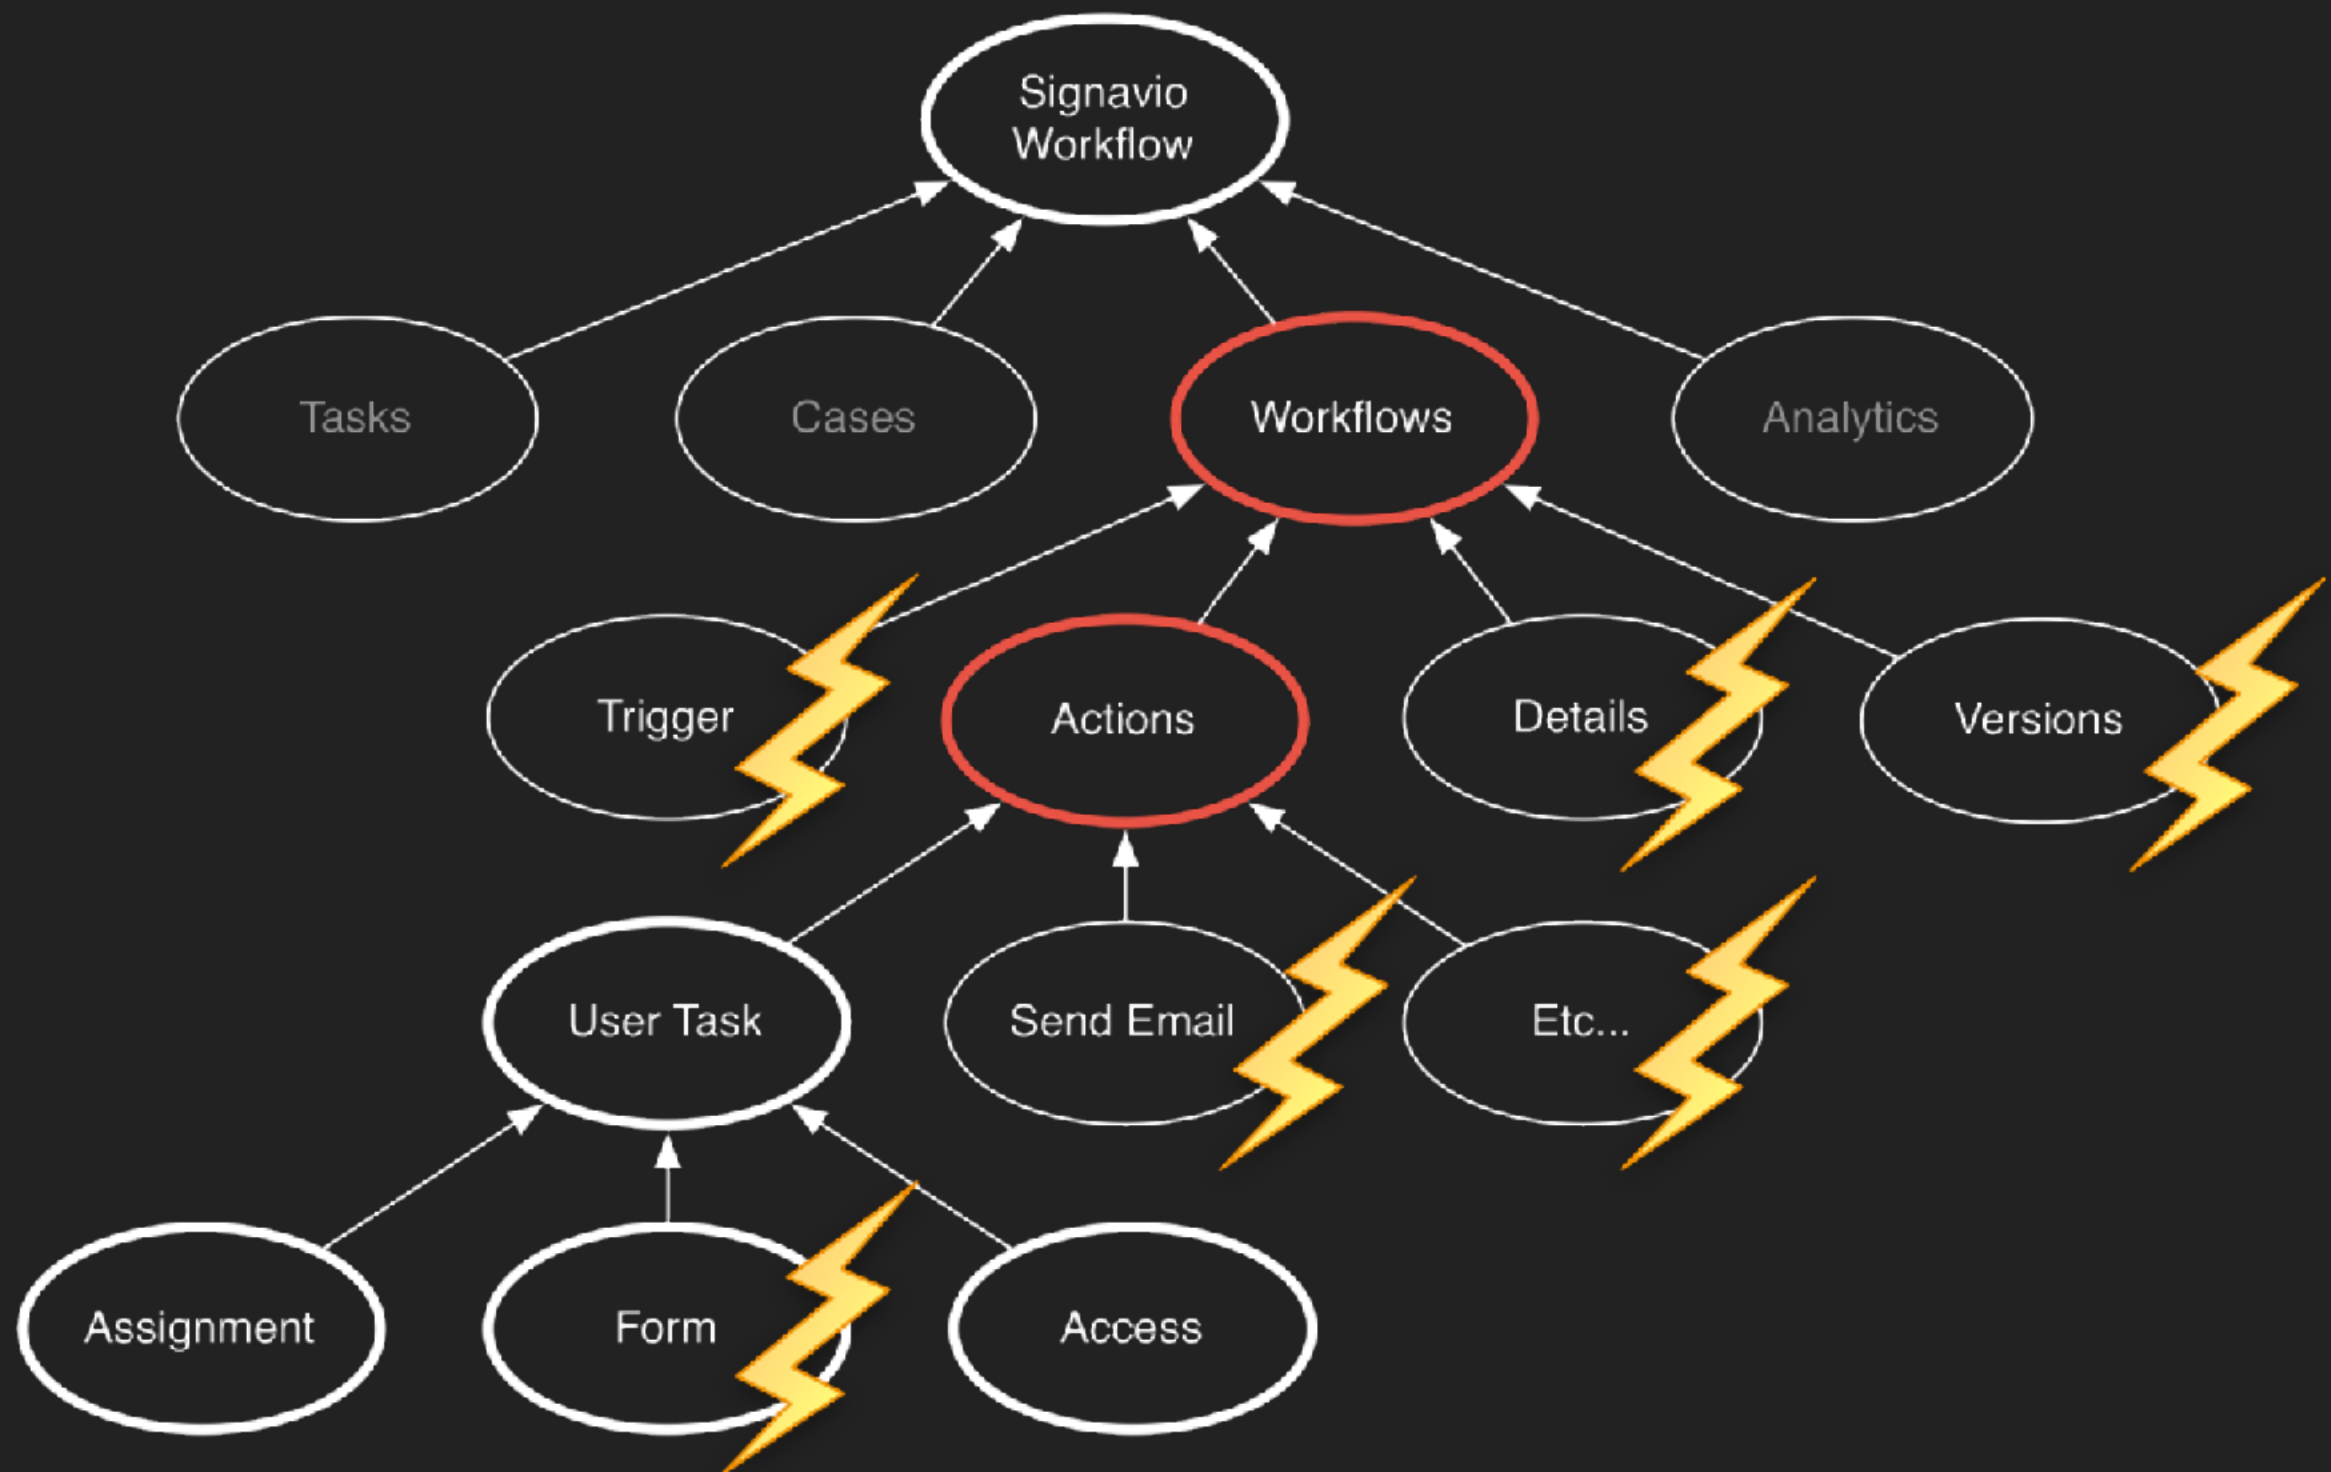 Signavio
Workflow
Tasks
Cases
Workflows
Analytics
Trigger
Actions
Details
Versions
User Task
Send Email
Etc...
Assignment
Form
Access